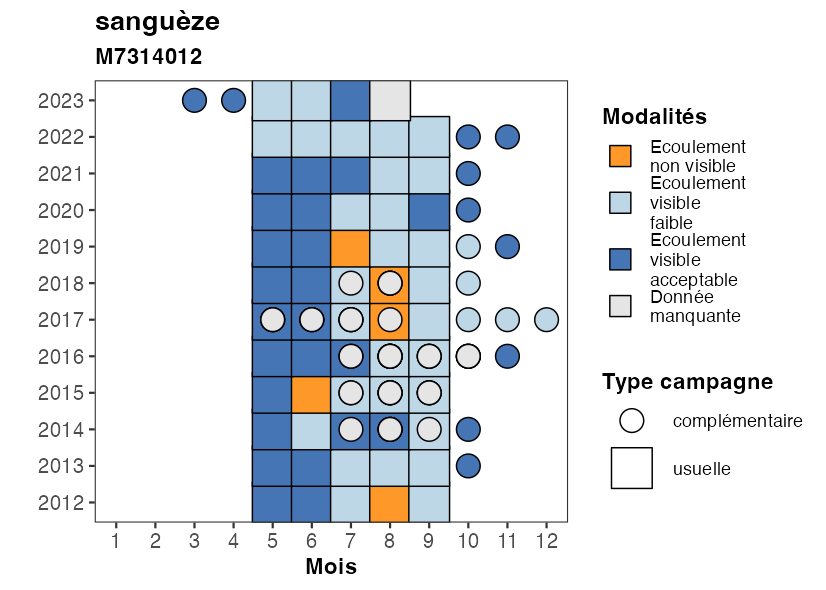 sanguèze
M7314012
2023
2022
2021
2020
2019
2018
2017
2016
2015
2014
2013
2012
1 2 3 4 5 6 7 8 9 10 11 12
Mois
Modalités
Ecoulement
non visible
Ecoulement
visible
faible
Ecoulement
visible
acceptable
Donnée
manquante
Type campagne
complémentaire
usuelle